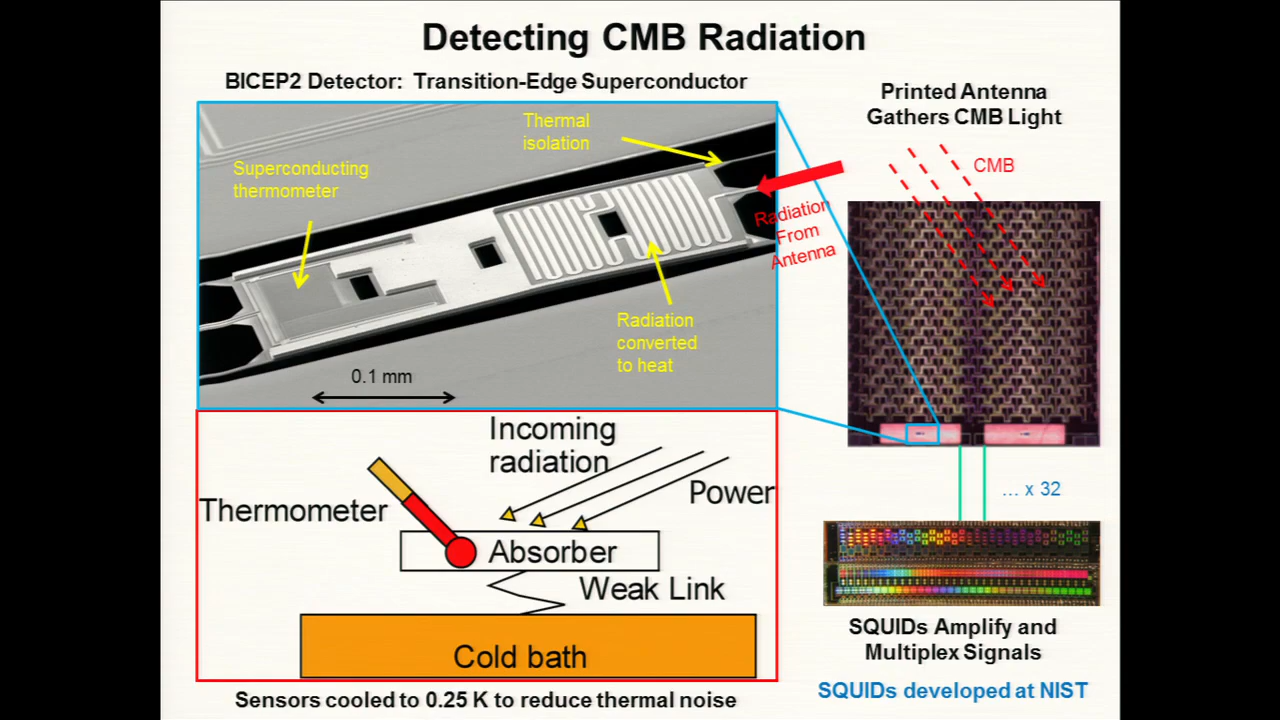 Detecting CMB Radiation
BICEP2 Detector: Transition-Edge Superconductor
Thermal
isolation
Superconducting
thermometer
Radiation
From
Antenna
Radiation
converted
to heat
0.1 mm
Printed Antenna
Gathers CMB Light
CMB
... x 32
Incoming
radiation
Power
Thermometer
Absorber
Weak Link
Cold bath
Sensors cooled to 0.25 K to reduce thermal noise
SQUIDs Amplify and
Multiplex Signals
SQUIDs developed at NIST